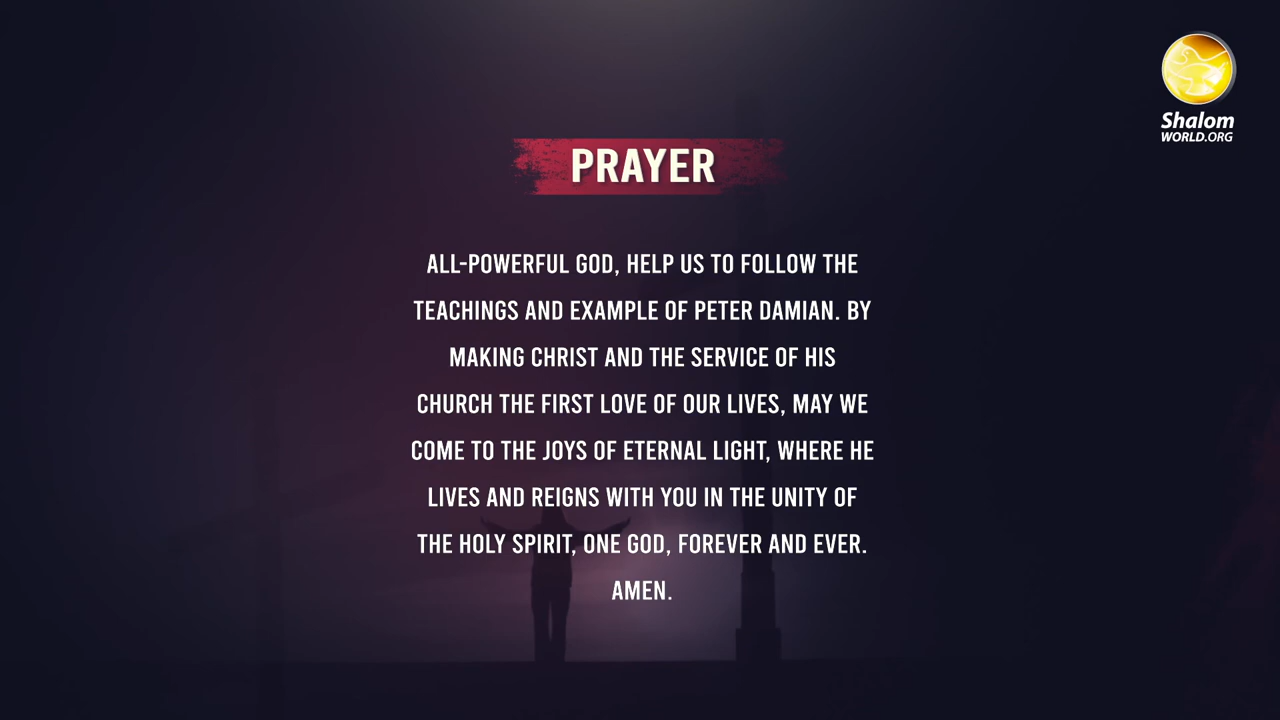 Shalom
WORLD.ORG
PRAYER
ALL-POWERFUL GOD, HELP US TO FOLLOW THE
TEACHINGS AND EXAMPLE OF PETER DAMIAN. BY
MAKING CHRIST AND THE SERVICE OF HIS
CHURCH THE FIRST LOVE OF OUR LIVES, MAY WE
COME TO THE JOYS OF ETERNAL LIGHT, WHERE HE
LIVES AND REIGNS WITH YOU IN THE UNITY OF
THE HOLY SPIRIT, ONE GOD, FOREVER AND EVER.
AMEN.